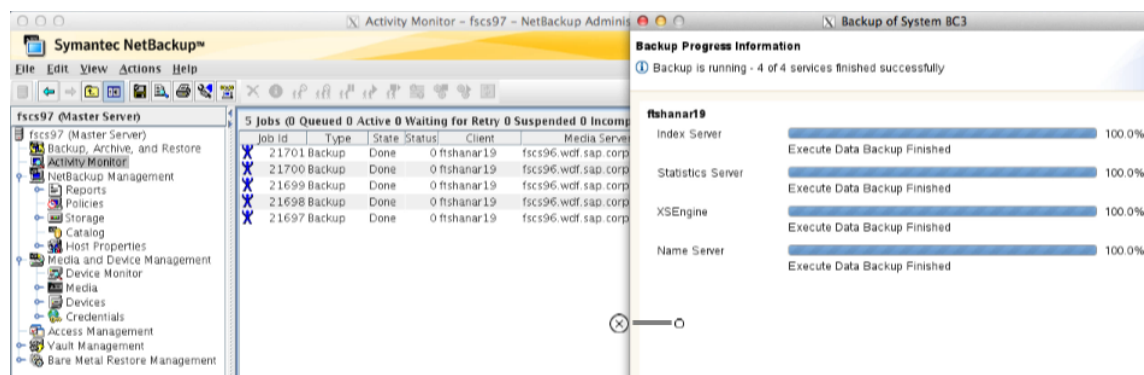 Activity Monitor - fscs97 - NetBackup Adminis
Symantec NetBackup™
File Edit View Actions Help
fscs97 (Master Server)
fscs97 (Master Server)
Backup, Archive, and Restore
Activity Monitor
NetBackup Management
Reports
Policies
Storage
Catalog
Host Properties
Media and Device Management
Device Monitor
Media
Devices
Credentials
Access Management
Vault Management
Bare Metal Restore Management
5 Jobs (0 Queued 0 Active 0 Waiting for Retry 0 Suspended 0 Incomp
Job Id Type State Status Client Media Serve
21701 Backup Done 0 ftshanar19 fscs96.wdf.sap.corp
21700 Backup Done 0 ftshanar19 fscs96.wdf.sap.corp
21699 Backup Done 0 ftshanar19 fscs96.wdf.sap.corp
21698 Backup Done 0 ftshanar19 fscs96.wdf.sap.corp
21697 Backup Done 0 ftshanar19 fscs96.wdf.sap.corp
Backup of System BC3
Backup Progress Information
Backup is running - 4 of 4 services finished successfully
ftshanar19
Index Server 100.0%
Execute Data Backup Finished
Statistics Server 100.0%
Execute Data Backup Finished
XSEngine 100.0%
Execute Data Backup Finished
Name Server 100.0%
Execute Data Backup Finished